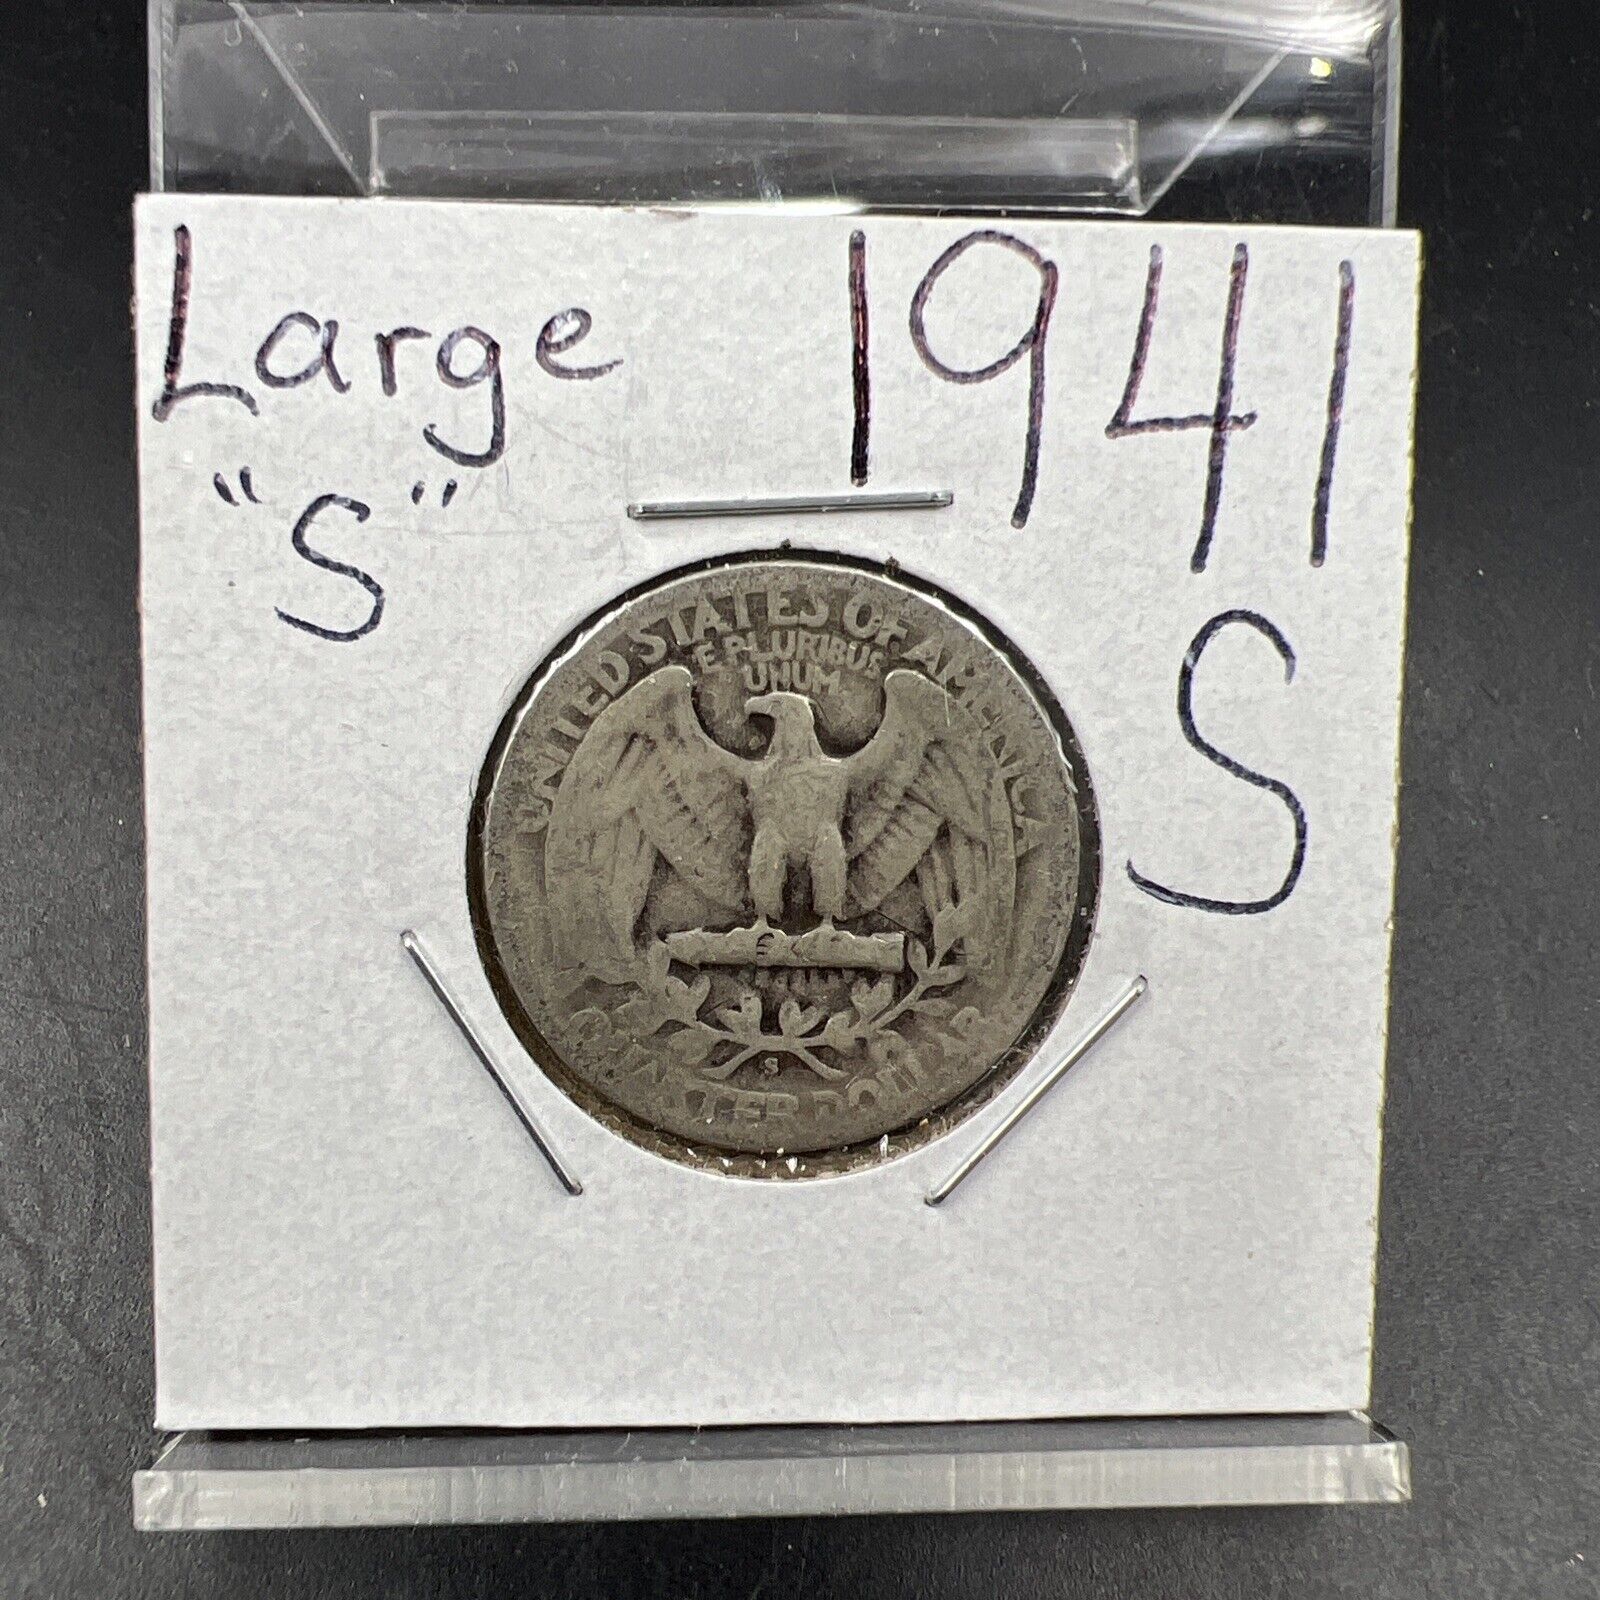 Large 1941
"S" S
UNITED STATES OF AMERICA
E PLURIBUS
UNUM
S
QUARTER DOLLAR